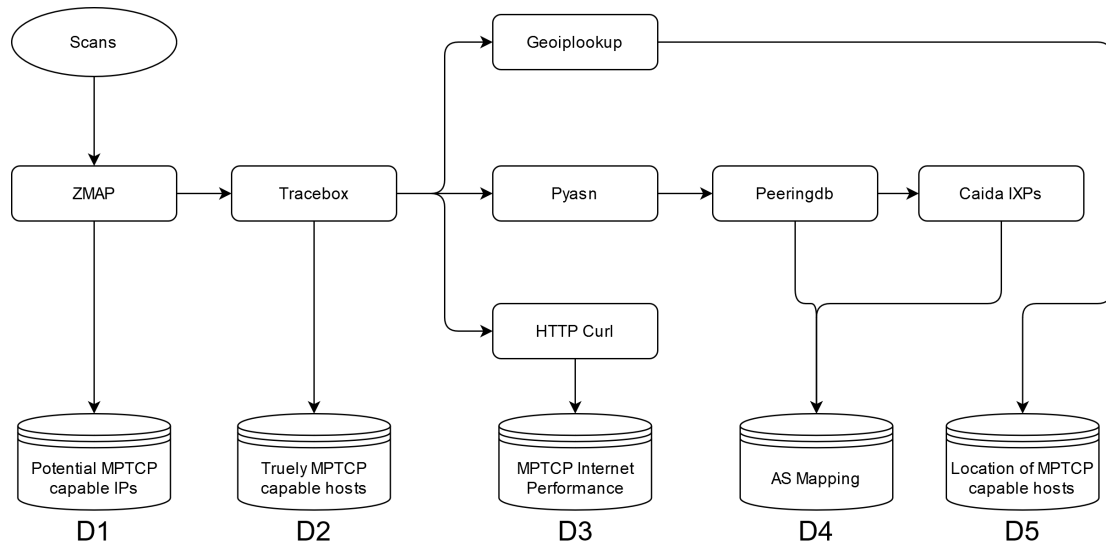 Scans
Geoiplookup
ZMAP
Tracebox
Pyasn
Peeringdb
Caida IXPs
HTTP Curl
Potential MPTCP
capable IPs
Truely MPTCP
capable hosts
MPTCP Internet
Performance
AS Mapping
Location of MPTCP
capable hosts
D1
D2
D3
D4
D5